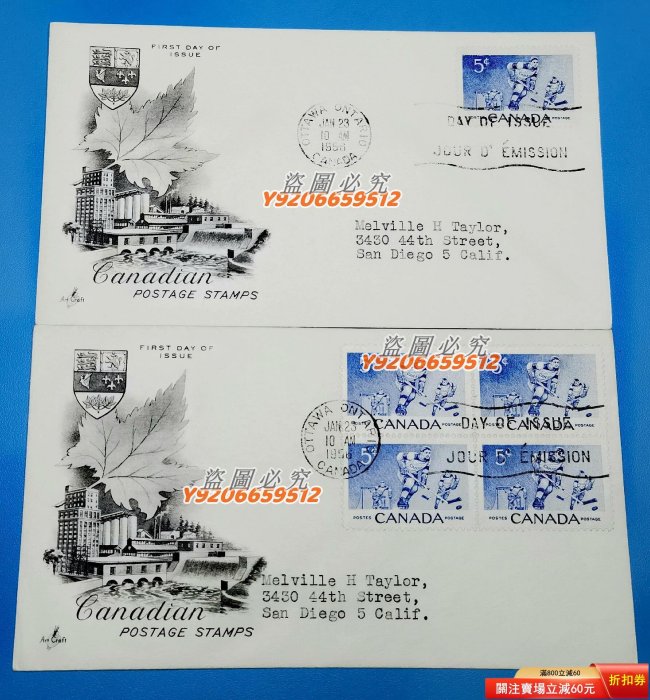 FIRST DAY OF
ISSUE
5¢
CANADA
POSTES POSTAGE
OTTAWA ONTARIO
JAN 23
10 AM
1956
CANADA
DAY OF ISSUE
JOUR D' ÉMISSION
盜圖必究
Y9206659512
Melville H Taylor,
3430 44th Street,
San Diego 5 Calif.
Canadian
POSTAGE STAMPS
Art Craft
FIRST DAY OF
ISSUE
盜圖必究
Y9206659512
¢
CANADA
CANADA
OTTAWA ONTARIO
JAN 23
10 AM
1956
CANADA
DAY OF ISSUE
JOUR D' ÉMISSION
盜圖必究
Y9206659512
5¢
5¢
POSTES CANADA POSTAGE
POSTES CANADA POSTAGE
Melville H Taylor,
3430 44th Street,
San Diego 5 Calif.
Canadian
POSTAGE STAMPS
Art Craft
滿800立減60
關注賣場立減60元
折扣券